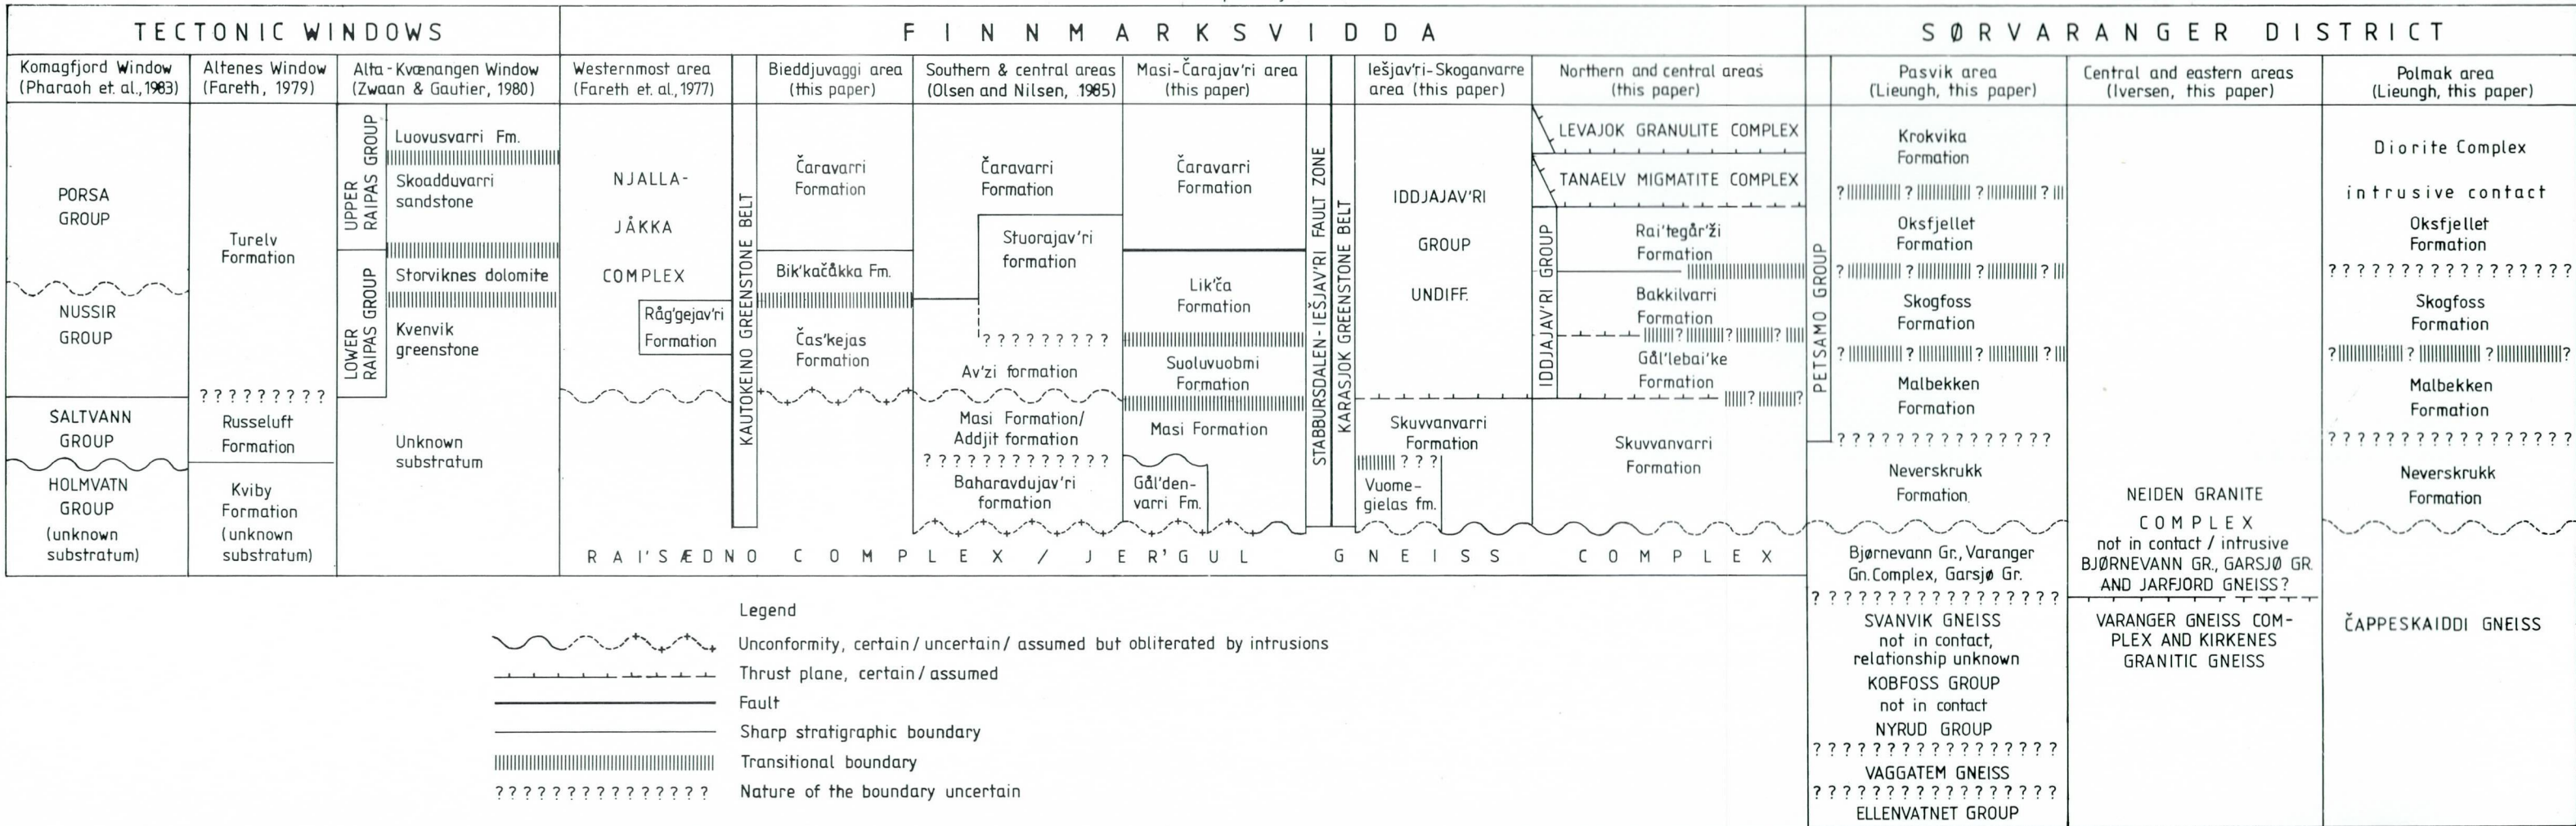 TECTONIC WINDOWS
FINNMARKSVIDDA
SØRVARANGER DISTRICT
Komagfjord Window
(Pharaoh et. al., 1983)
Altenes Window
(Fareth, 1979)
Alta-Kvænangen Window
(Zwaan & Gautier, 1980)
Westernmost area
(Fareth et. al., 1977)
Bieddjuvaggi area
(this paper)
Southern & central areas
(Olsen and Nilsen, 1985)
Masi-Čarajav'ri area
(this paper)
Iešjav'ri-Skoganvarre
area (this paper)
Northern and central areas
(this paper)
Pasvik area
(Lieungh, this paper)
Central and eastern areas
(Iversen, this paper)
Polmak area
(Lieungh, this paper)
PORSA
GROUP
NUSSIR
GROUP
SALTVANN
GROUP
HOLMVATN
GROUP
(unknown
substratum)
Turelv
Formation
? ? ? ? ? ? ? ? ?
Russeluft
Formation
Kviby
Formation
(unknown
substratum)
UPPER
RAIPAS GROUP
LOWER
RAIPAS GROUP
Luovusvarri Fm.
Skoadduvarri
sandstone
Storviknes dolomite
Kvenvik
greenstone
Unknown
substratum
NJALLA-
JÅKKA
COMPLEX
Råg'gejav'ri
Formation
KAUTOKEINO GREENSTONE BELT
Čaravarri
Formation
Bik'kačåkka Fm.
Čas'kejas
Formation
Čaravarri
Formation
Stuorajav'ri
formation
? ? ? ? ? ? ? ? ?
Av'zi formation
Masi Formation/
Addjit formation
? ? ? ? ? ? ? ? ? ? ? ? ?
Baharavdujav'ri
formation
Čaravarri
Formation
Lik'ča
Formation
Suoluvuobmi
Formation
Masi Formation
Gål'den-
varri Fm.
STABBURSDALEN-IEŠJAV'RI FAULT ZONE
KARASJOK GREENSTONE BELT
IDDJAJAV'RI
GROUP
UNDIFF.
Skuvvanvarri
Formation
? ? ?
Vuome-
gielas fm.
LEVAJOK GRANULITE COMPLEX
TANAELV MIGMATITE COMPLEX
IDDJAJAV'RI GROUP
Rai'tegår'ži
Formation
Bakkilvarri
Formation
? ? ?
Gål'lebai'ke
Formation
? ?
Skuvvanvarri
Formation
RAI'SÆDNO COMPLEX / JER'GUL GNEISS COMPLEX
PETSAMO GROUP
Krokvika
Formation
? ? ? ?
Oksfjellet
Formation
? ? ? ?
Skogfoss
Formation
? ? ? ?
Malbekken
Formation
? ? ? ? ? ? ? ? ? ? ? ? ? ?
Neverskrukk
Formation
Bjørnevann Gr., Varanger
Gn. Complex, Garsjø Gr.
? ? ? ? ? ? ? ? ? ? ? ? ? ? ? ?
SVANVIK GNEISS
not in contact,
relationship unknown
KOBFOSS GROUP
not in contact
NYRUD GROUP
? ? ? ? ? ? ? ? ? ? ? ? ? ? ? ?
VAGGATEM GNEISS
? ? ? ? ? ? ? ? ? ? ? ? ? ? ? ?
ELLENVATNET GROUP
NEIDEN GRANITE
COMPLEX
not in contact / intrusive
BJØRNEVANN GR., GARSJØ GR.
AND JARFJORD GNEISS?
VARANGER GNEISS COM-
PLEX AND KIRKENES
GRANITIC GNEISS
Diorite Complex
intrusive contact
Oksfjellet
Formation
? ? ? ? ? ? ? ? ? ? ? ? ? ? ? ?
Skogfoss
Formation
? ? ? ?
Malbekken
Formation
? ? ? ? ? ? ? ? ? ? ? ? ? ? ? ?
Neverskrukk
Formation
ČAPPESKAIDDI GNEISS
Legend
Unconformity, certain / uncertain / assumed but obliterated by intrusions
Thrust plane, certain / assumed
Fault
Sharp stratigraphic boundary
Transitional boundary
? ? ? ? ? ? ? ? ? ? ? ? ? ? Nature of the boundary uncertain